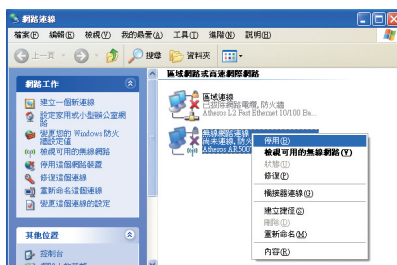 網路連線
檔案(F) 編輯(E) 檢視(V) 我的最愛(A) 工具(T) 進階(N) 說明(H)
上一頁 搜尋 資料夾
網路工作
建立一個新連線
設定家用或小型辦公室網路
變更您的 Windows 防火牆設定值
檢視可用的無線網路
停用這個網路裝置
修復這個連線
重新命名這個連線
變更這個連線的設定
其他位置
控制台
區域網路或高速網際網路
區域連線
已拔除網路電纜, 防火牆
Atheros L2 Fast Ethernet 10/100 Ba...
無線網路連線
尚未連線, 防火
Atheros AR500
停用(B)
檢視可用的無線網路(V)
狀態(U)
修復(P)
橋接器連線(G)
建立捷徑(S)
刪除(D)
重新命名(M)
內容(R)